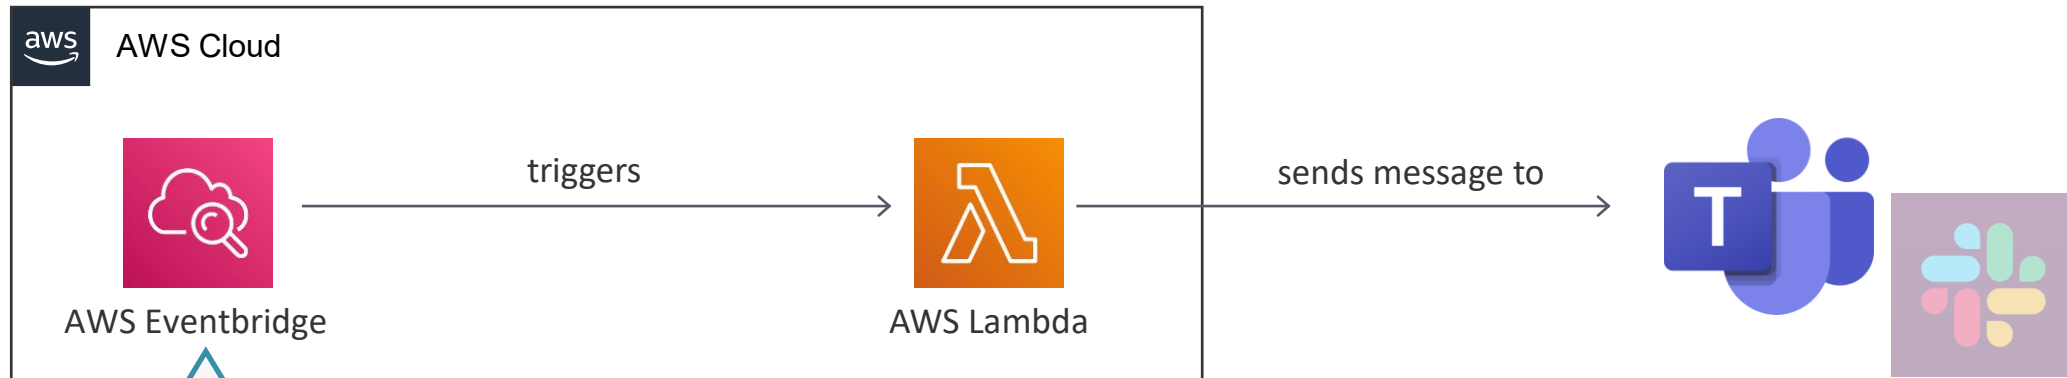 aws
AWS Cloud
triggers
sends message to
T
AWS Eventbridge
AWS Lambda